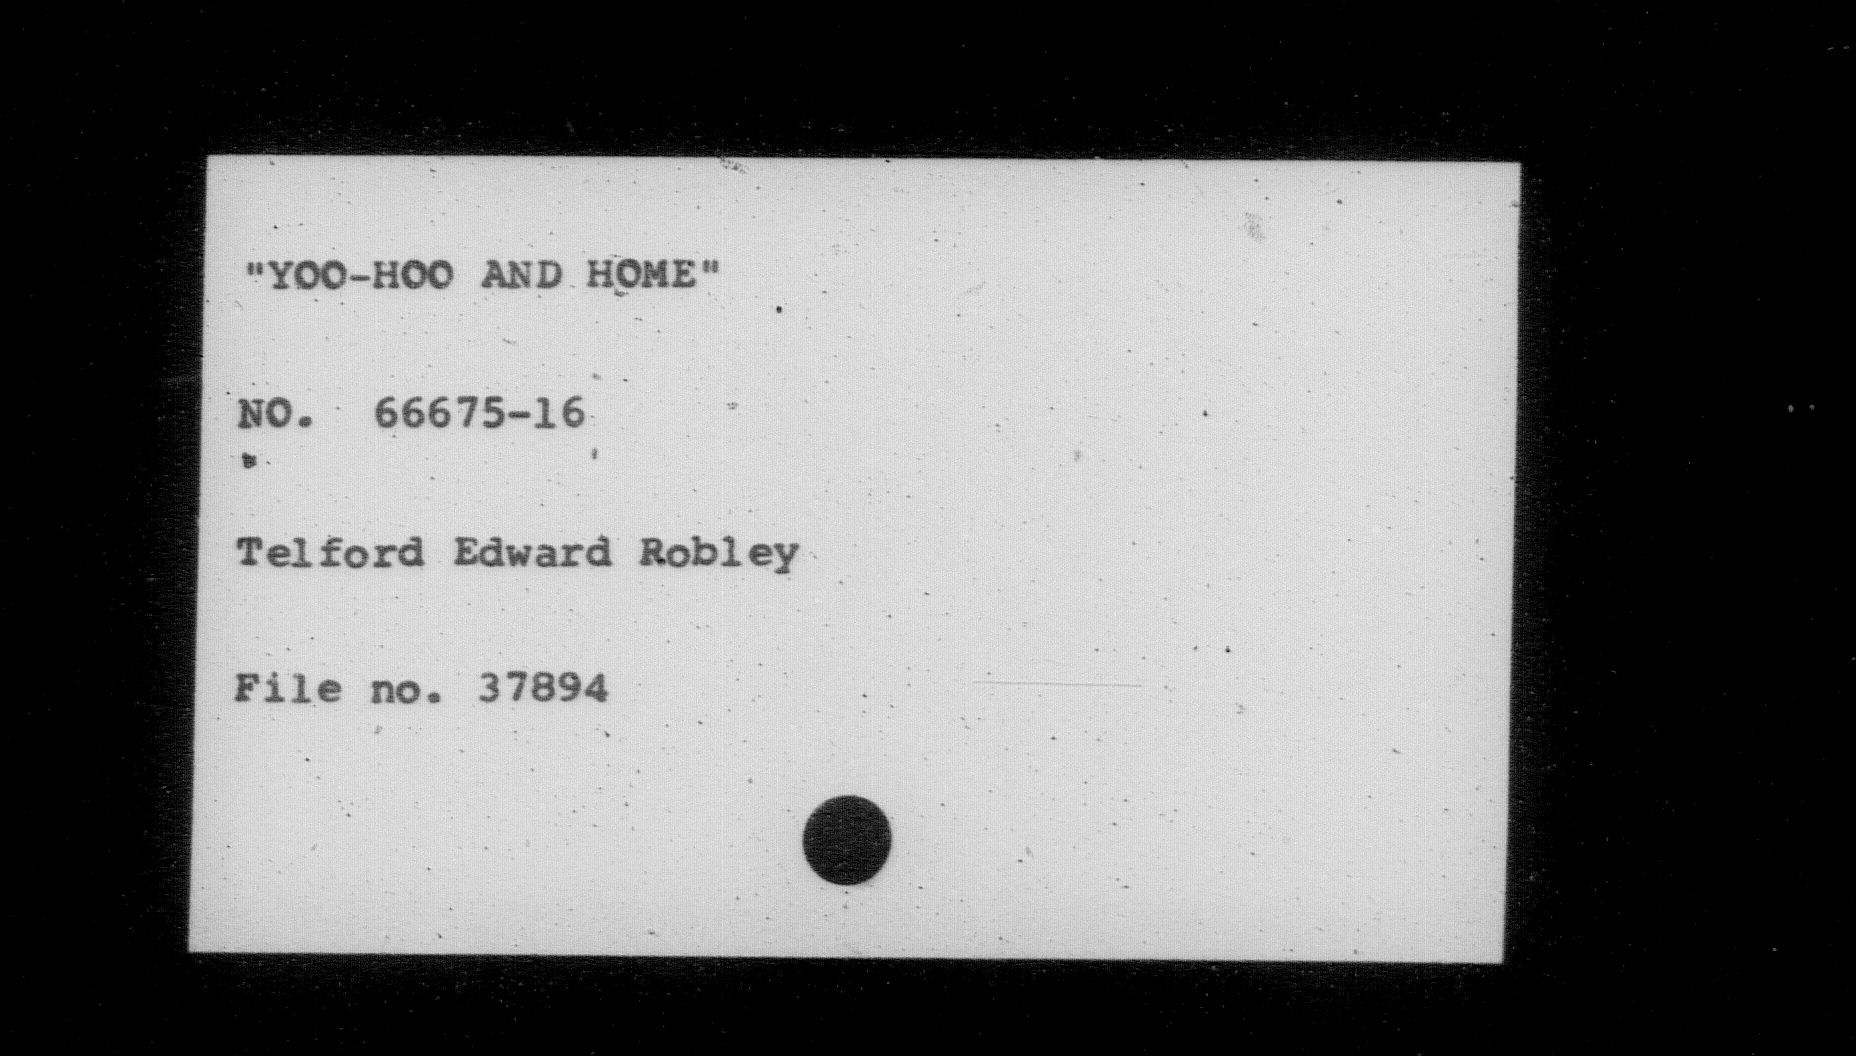 "YOO-HOO AND HOME"
NO. 66675-16
Telford Edward Robley
File no. 37894